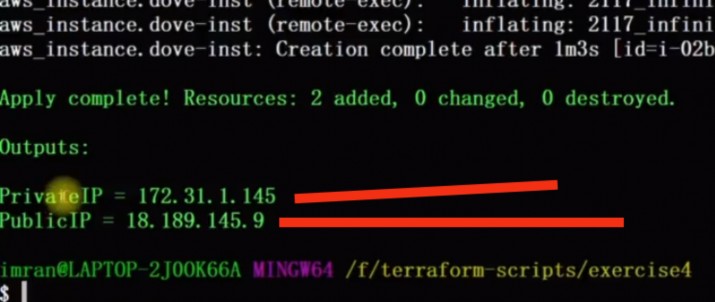 aws_instance.dove-inst (remote-exec): inflating: 2117_infini
aws_instance.dove-inst (remote-exec): inflating: 2117_infini
aws_instance.dove-inst: Creation complete after 1m3s [id=i-02b
Apply complete! Resources: 2 added, 0 changed, 0 destroyed.
Outputs:
PrivateIP = 172.31.1.145
PublicIP = 18.189.145.9
imran@LAPTOP-2J00K66A MINGW64 /f/terraform-scripts/exercise4
$